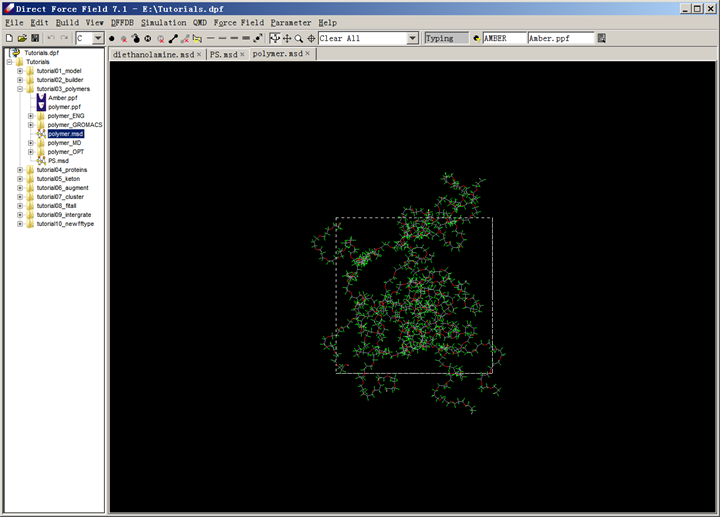 Direct Force Field 7.1 - E:\Tutorials.dpf
File Edit Build View DFFDB Simulation QMD Force Field Parameter Help
C Clear All Typing AMBER Amber.ppf
Tutorials.dpf
diethanolamine.msd PS.msd polymer.msd
Tutorials
tutorial01_model
tutorial02_builder
tutorial03_polymers
Amber.ppf
polymer.ppf
polymer_ENG
polymer_GROMACS
polymer.msd
polymer_MD
polymer_OPT
PS.msd
tutorial04_proteins
tutorial05_keton
tutorial06_augment
tutorial07_cluster
tutorial08_fitall
tutorial09_intergrate
tutorial10_newfftype